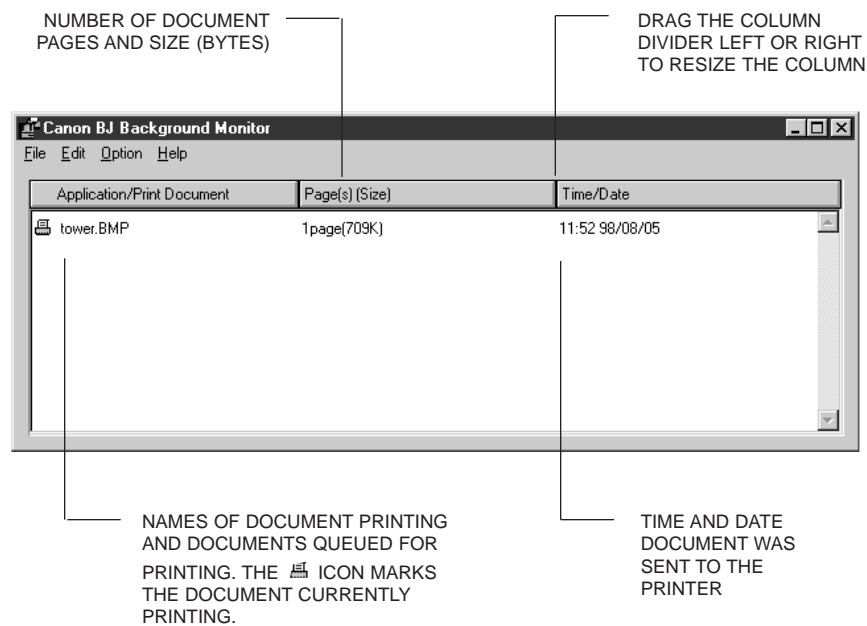 NUMBER OF DOCUMENT
PAGES AND SIZE (BYTES)
DRAG THE COLUMN
DIVIDER LEFT OR RIGHT
TO RESIZE THE COLUMN
Canon BJ Background Monitor
File Edit Option Help
Application/Print Document Page(s) (Size) Time/Date
tower.BMP 1page(709K) 11:52 98/08/05
NAMES OF DOCUMENT PRINTING
AND DOCUMENTS QUEUED FOR
PRINTING. THE ICON MARKS
THE DOCUMENT CURRENTLY
PRINTING.
TIME AND DATE
DOCUMENT WAS
SENT TO THE
PRINTER